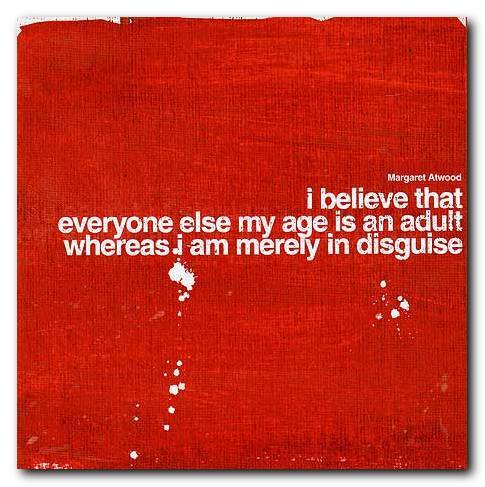 Margaret Atwood
i believe that
everyone else my age is an adult
whereas i am merely in disguise